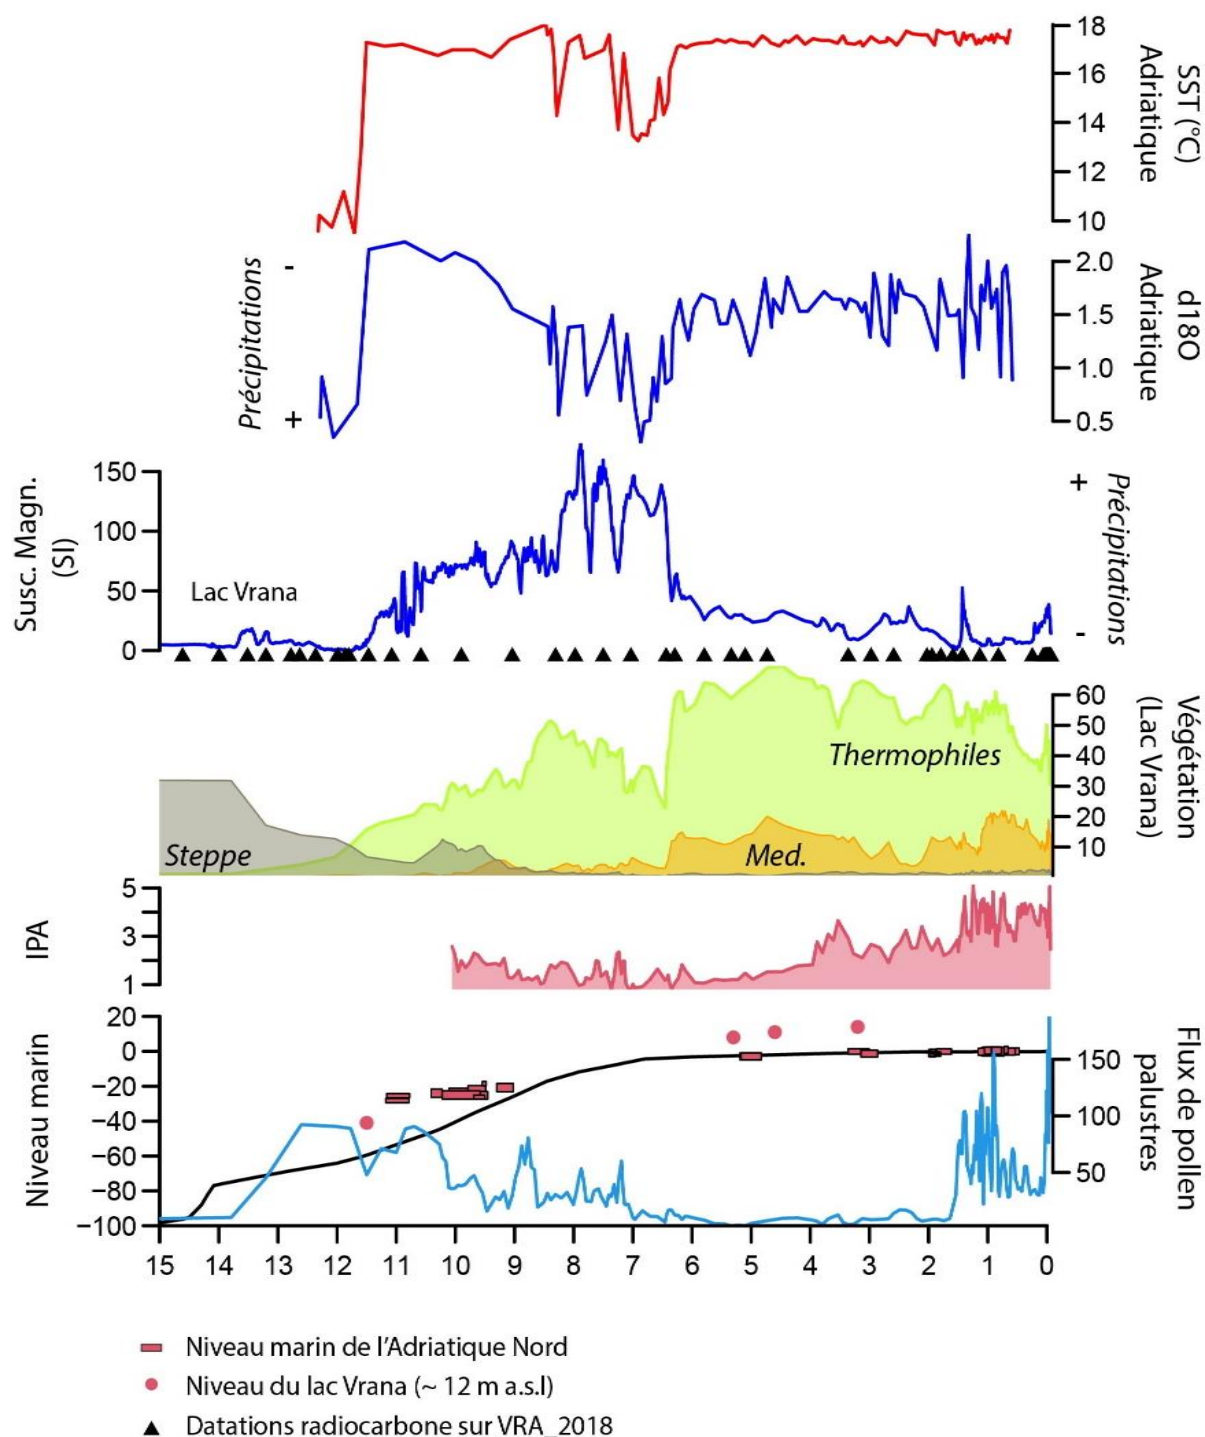 18
16
14
12
10
SST (°C)
Adriatique
Précipitations
-
+
2.0
1.5
1.0
0.5
d18O
Adriatique
Susc. Magn.
(SI)
150
100
50
0
Lac Vrana
+
-
Précipitations
60
50
40
30
20
10
Végétation
(Lac Vrana)
Thermophiles
Steppe
Med.
IPA
5
3
1
Niveau marin
20
0
−20
−40
−60
−80
−100
150
100
50
Flux de pollen
palustres
15 14 13 12 11 10 9 8 7 6 5 4 3 2 1 0
Niveau marin de l'Adriatique Nord
Niveau du lac Vrana (~ 12 m a.s.l)
Datations radiocarbone sur VRA_2018